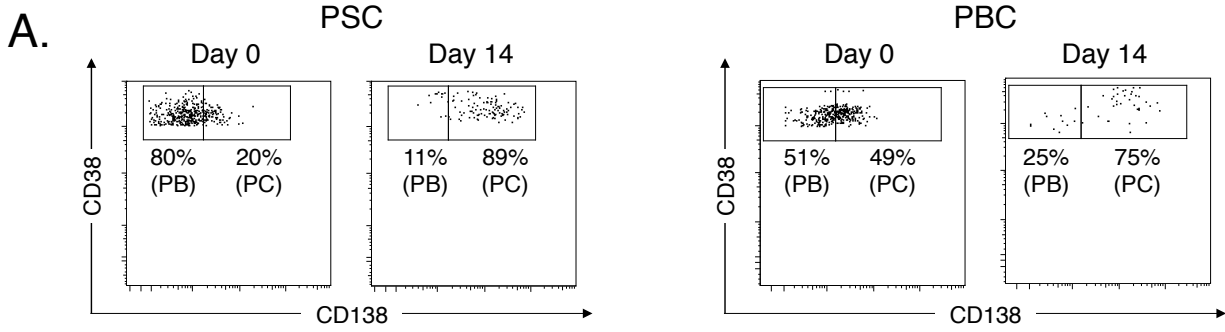 A.
PSC
Day 0
Day 14
CD38
80%
(PB)
20%
(PC)
11%
(PB)
89%
(PC)
CD138
PBC
Day 0
Day 14
CD38
51%
(PB)
49%
(PC)
25%
(PB)
75%
(PC)
CD138